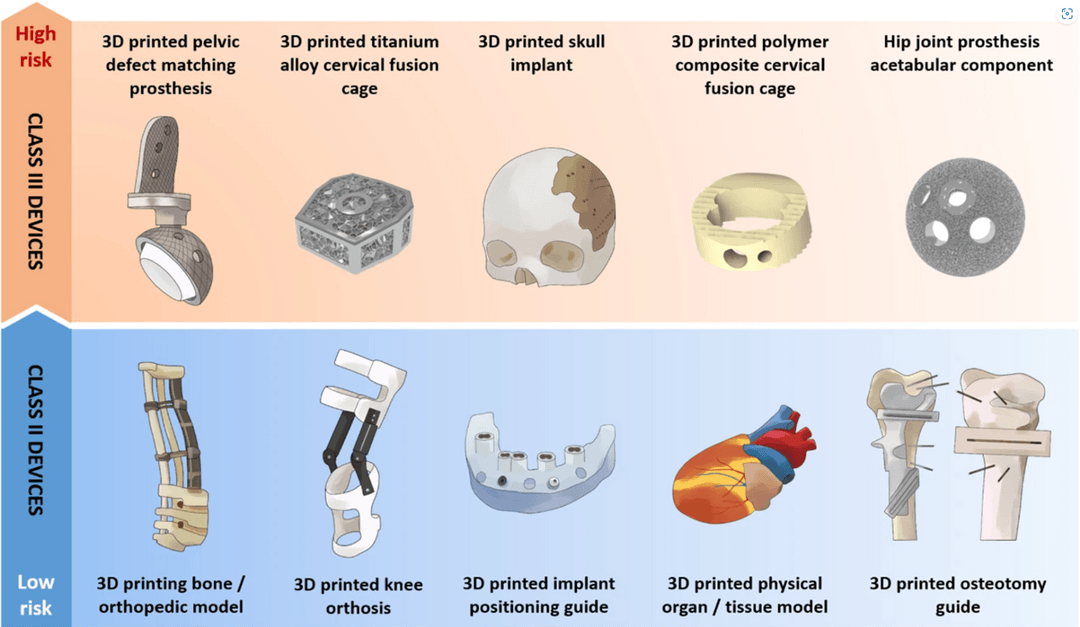 High
risk
CLASS III DEVICES
3D printed pelvic
defect matching
prosthesis
3D printed titanium
alloy cervical fusion
cage
3D printed skull
implant
3D printed polymer
composite cervical
fusion cage
Hip joint prosthesis
acetabular component
CLASS II DEVICES
Low
risk
3D printing bone /
orthopedic model
3D printed knee
orthosis
3D printed implant
positioning guide
3D printed physical
organ / tissue model
3D printed osteotomy
guide